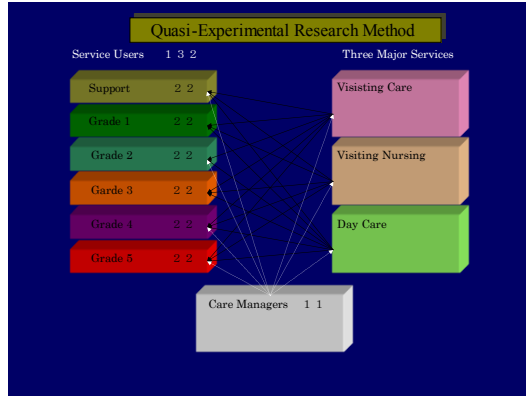 Quasi-Experimental Research Method
Service Users 1 3 2
Three Major Services
Support 2 2
Grade 1 2 2
Grade 2 2 2
Garde 3 2 2
Grade 4 2 2
Grade 5 2 2
Visisting Care
Visiting Nursing
Day Care
Care Managers 1 1